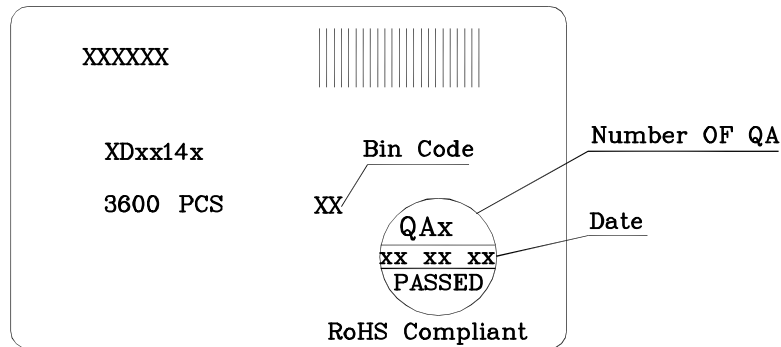 XXXXXX
XDxx14x
Bin Code
Number OF QA
3600 PCS
XX
QAx
Date
xx xx xx
PASSED
RoHS Compliant